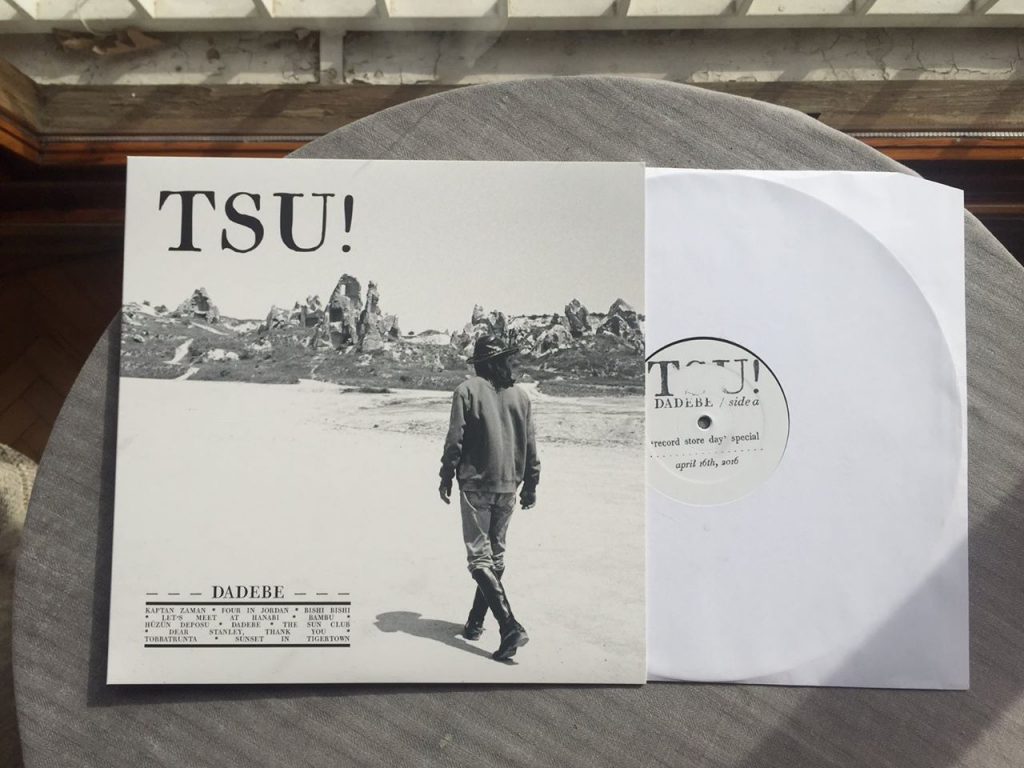 TSU!
— — — DADEBE — — —
KAPTAN ZAMAN * FOUR IN JORDAN * BISHI BISHI
* LET'S MEET AT HANABI * BAMBU *
HÜZÜN DEPOSU * DADEBE * THE SUN CLUB
* DEAR STANLEY, THANK YOU *
TOBBATRUNTA * SUNSET IN TIGERTOWN
TSU!
DADEBE / side a
'record store day' special
april 16th, 2016